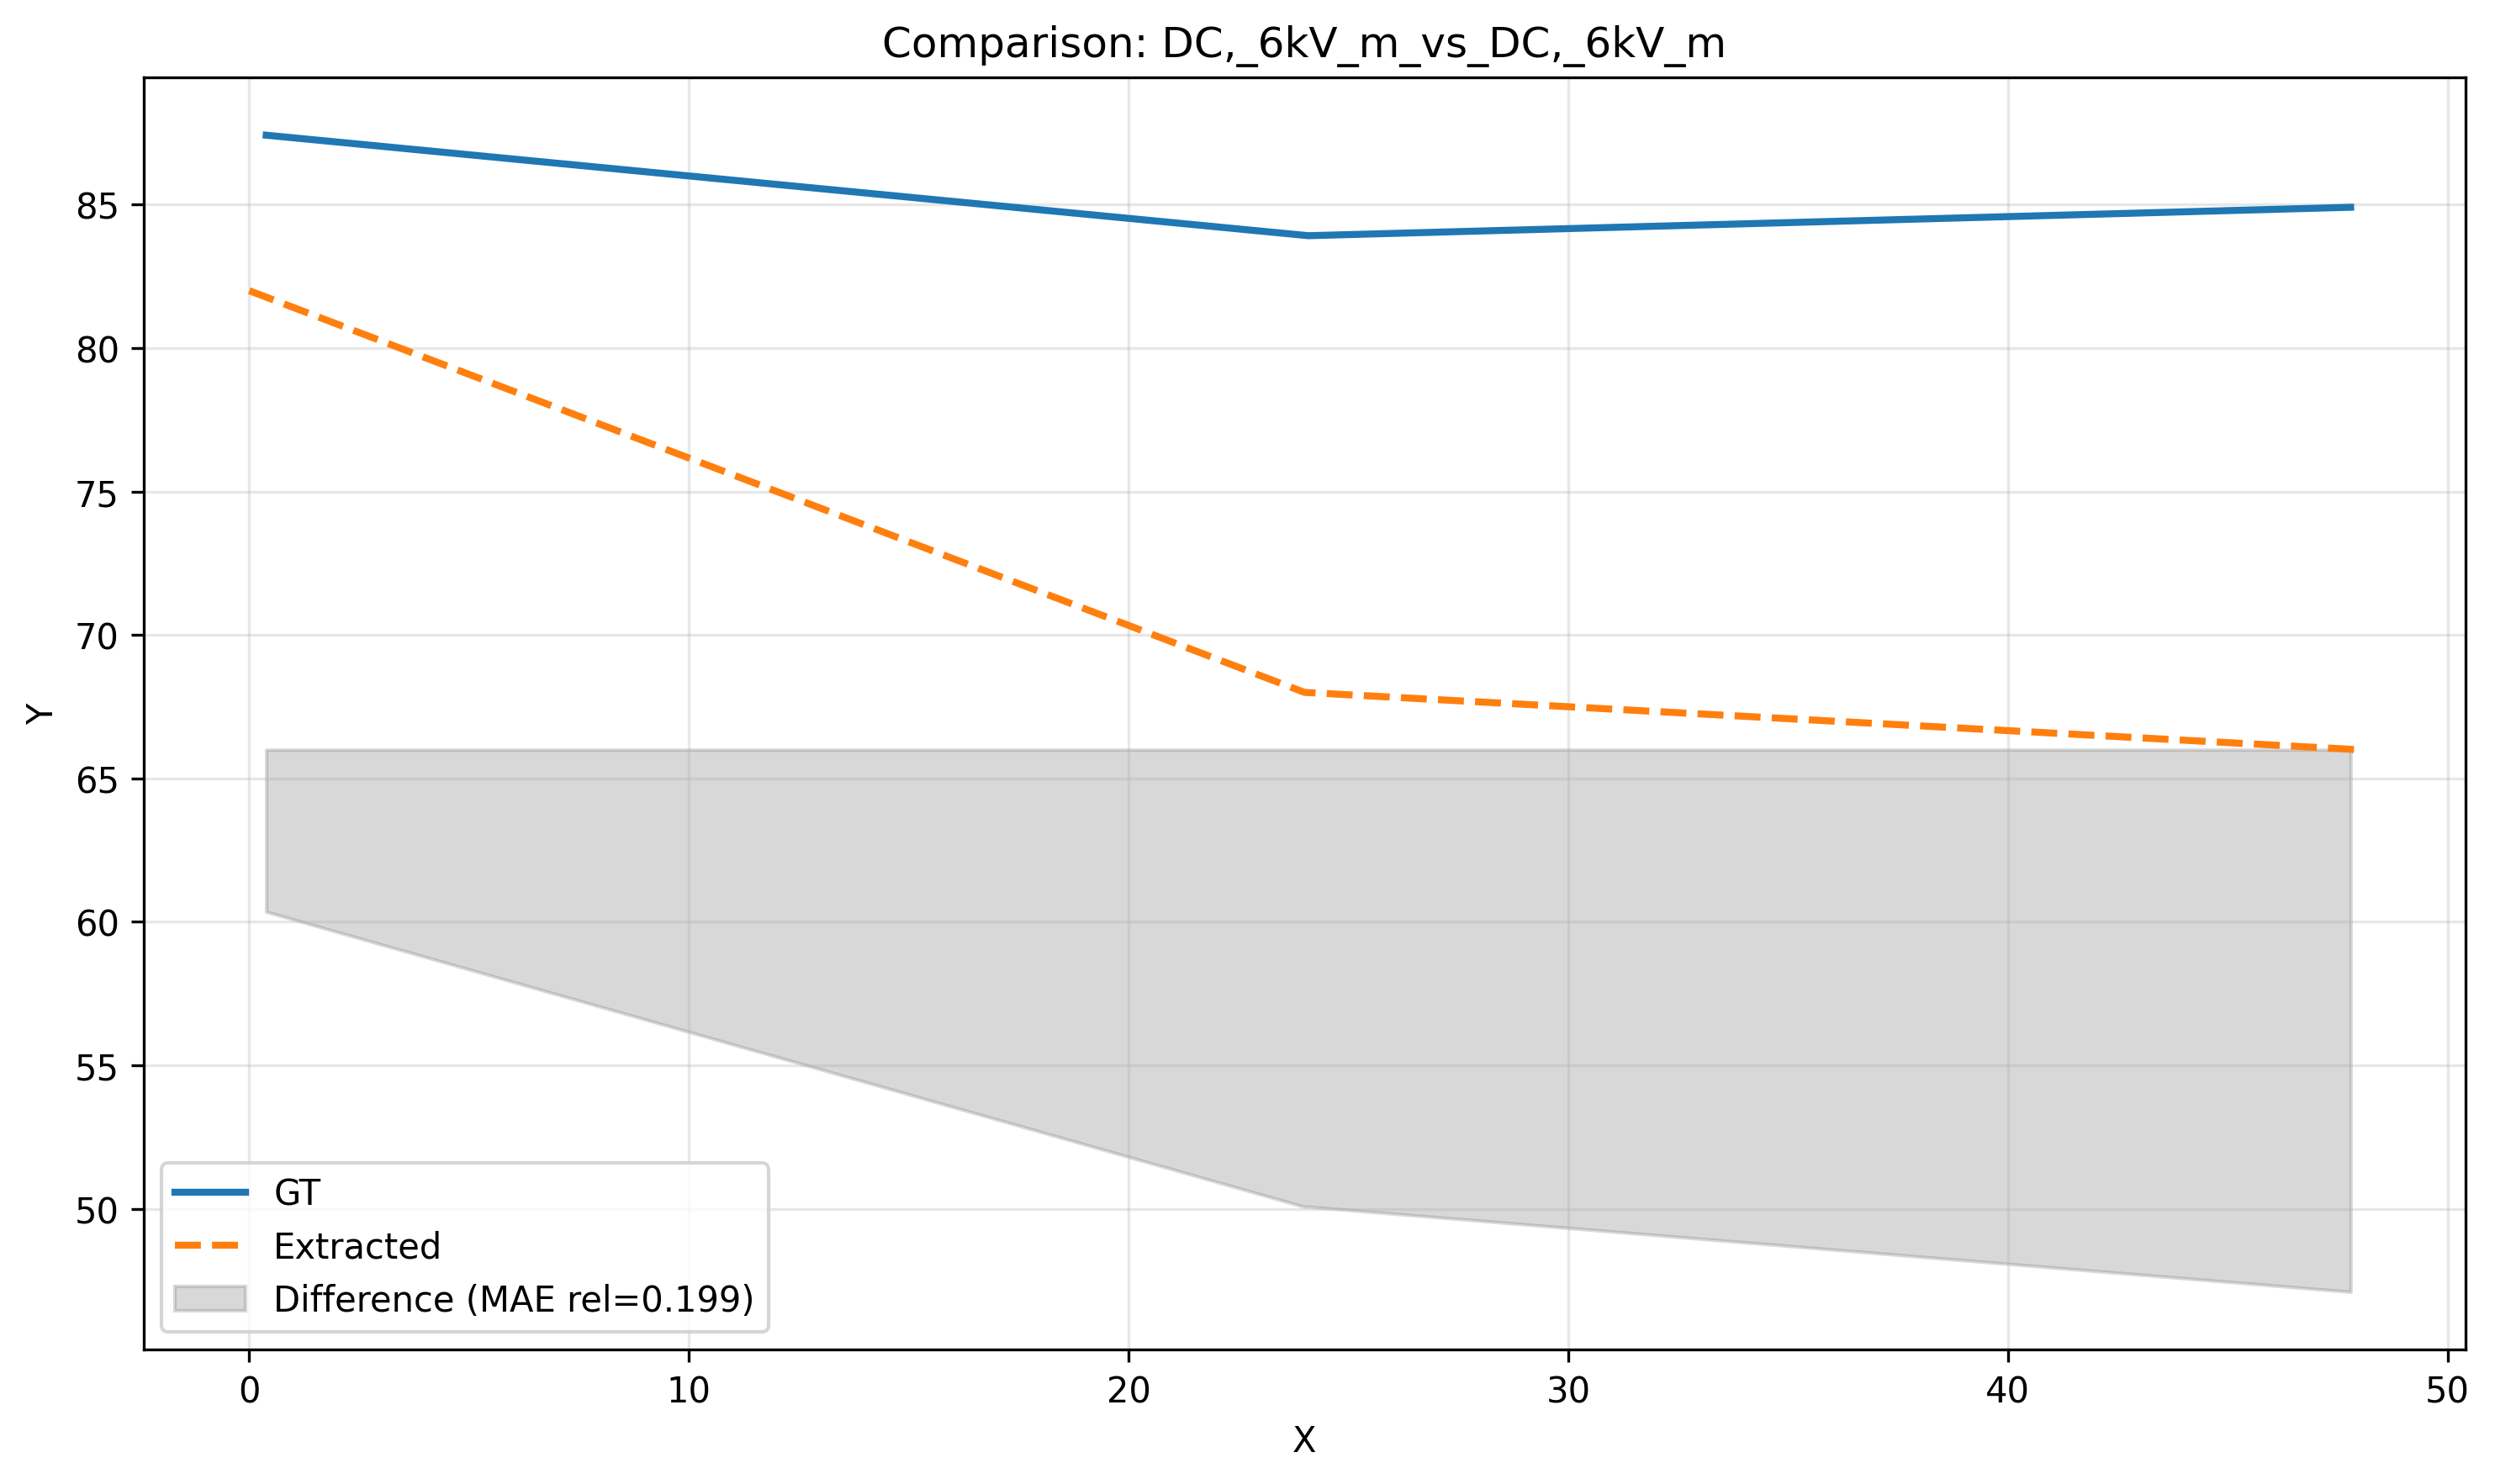 Comparison: DC,_6kV_m_vs_DC,_6kV_m
85
80
75
70
65
60
55
50
Y
GT
Extracted
Difference (MAE rel=0.199)
0 10 20 30 40 50
X